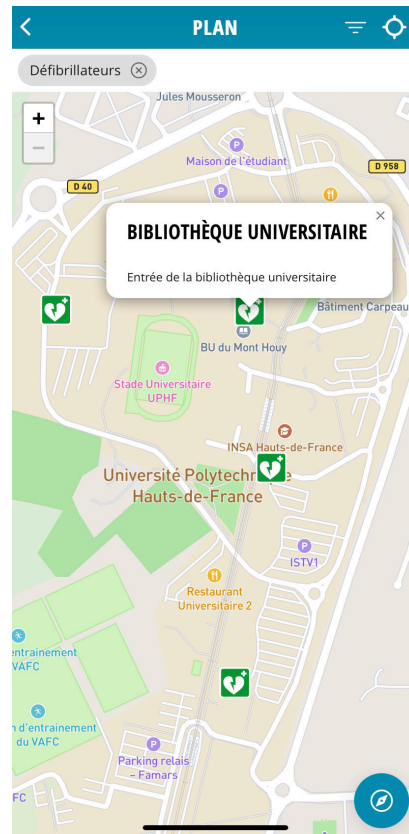 PLAN
Défibrillateurs
Jules Mousseron
+
−
P
Maison de l'étudiant
D 958
D 40
P
BIBLIOTHÈQUE UNIVERSITAIRE
×
Entrée de la bibliothèque universitaire
Bâtiment Carpeau
BU du Mont Houy
Stade Universitaire
UPHF
INSA Hauts-de-France
Université Polytechn
e
Hauts-de-France
P
ISTV1
Restaurant
Universitaire 2
entrainement
VAFC
n d'entrainement
du VAFC
P
Parking relais
– Famars
FC